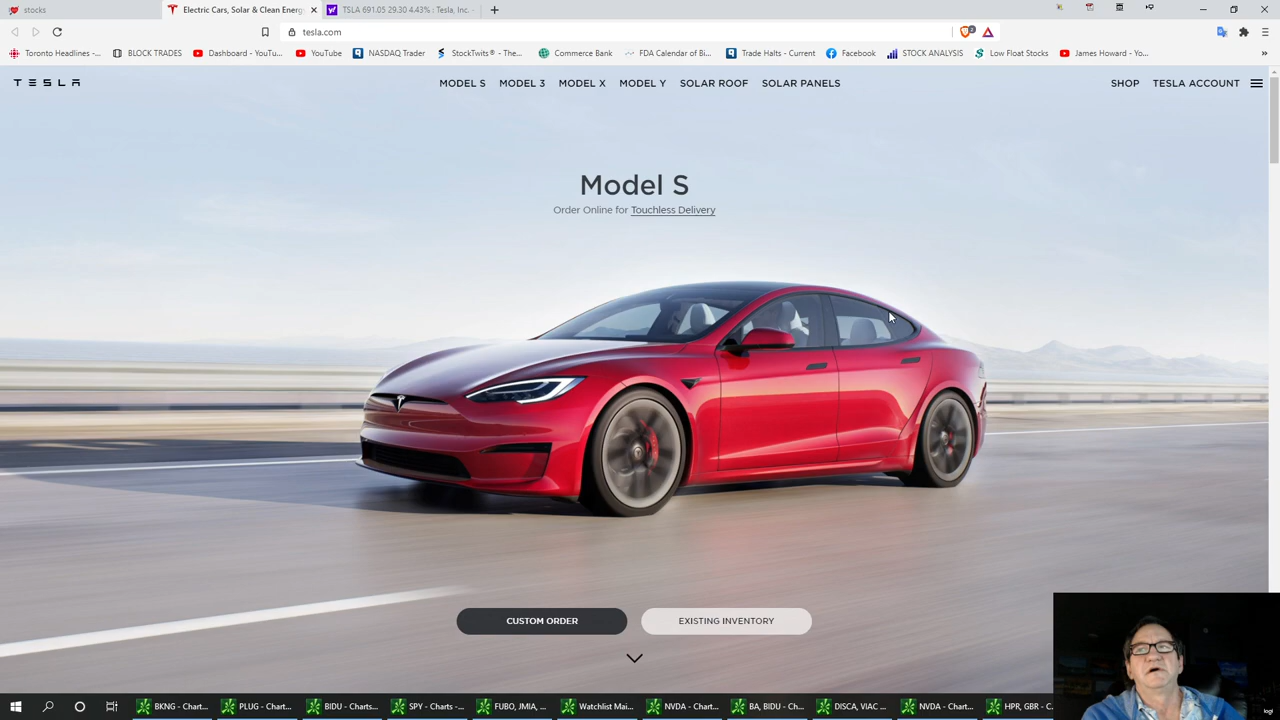 stocks
Electric Cars, Solar & Clean Energy
TSLA 691.05 29.30 4.43% : Tesla, Inc. -
tesla.com
Toronto Headlines -...
BLOCK TRADES
Dashboard - YouTu...
YouTube
NASDAQ Trader
StockTwits® - The...
Commerce Bank
FDA Calendar of Bi...
Trade Halts - Current
Facebook
STOCK ANALYSIS
Low Float Stocks
James Howard - Yo...
TESLA
MODEL S
MODEL 3
MODEL X
MODEL Y
SOLAR ROOF
SOLAR PANELS
SHOP
TESLA ACCOUNT
Model S
Order Online for Touchless Delivery
CUSTOM ORDER
EXISTING INVENTORY
BKNG - Chart...
PLUG - Chart...
BIDU - Charts...
SPY - Charts -...
FUBO, JMIA, ...
Watchlist Mai...
NVDA - Chart...
BA, BIDU - Ch...
DISCA, VIAC ...
NVDA - Chart...
HPR, GBR - C...
logi